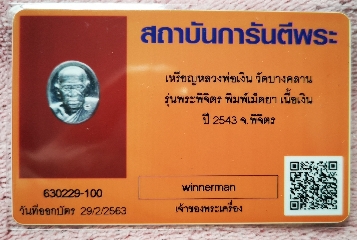 สถาบันการันตีพระ
เหรียญหลวงพ่อเงิน วัดบางคลาน
รุ่นพระพิจิตร พิมพ์เมตตา เนื้อเงิน
ปี 2543 จ.พิจิตร
630229-100
winnerman
วันที่ออกบัตร 29/2/2563
เจ้าของพระเครื่อง